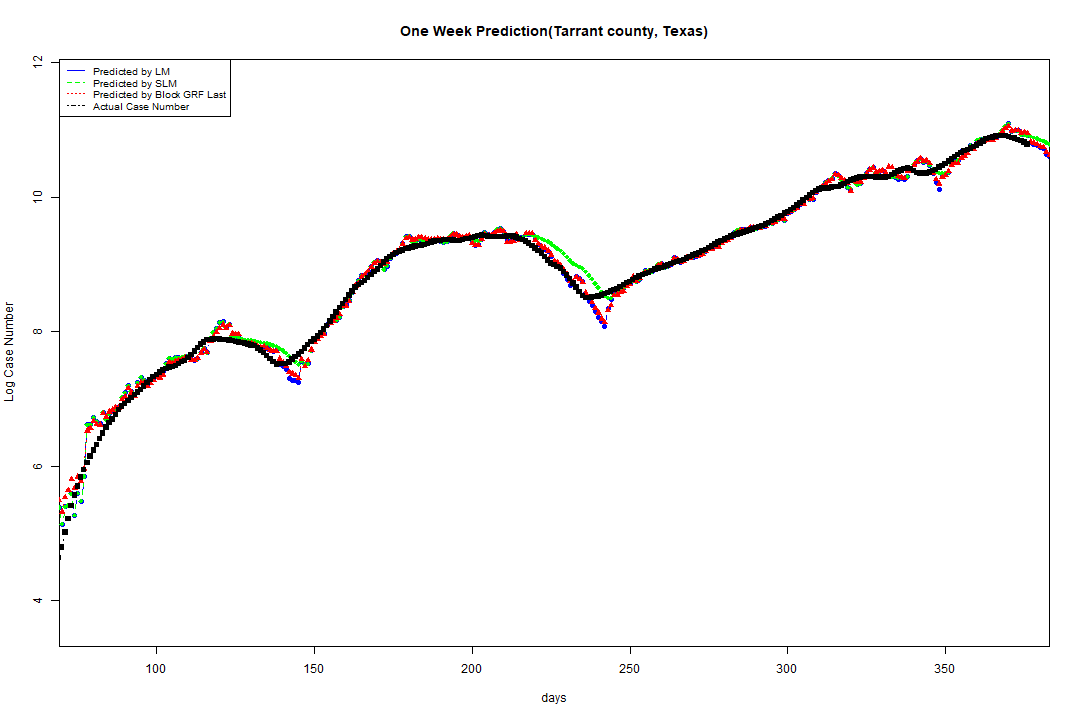 One Week Prediction(Tarrant county, Texas)
Predicted by LM
Predicted by SLM
Predicted by Block GRF Last
Actual Case Number
12
10
8
6
4
Log Case Number
100 150 200 250 300 350
days